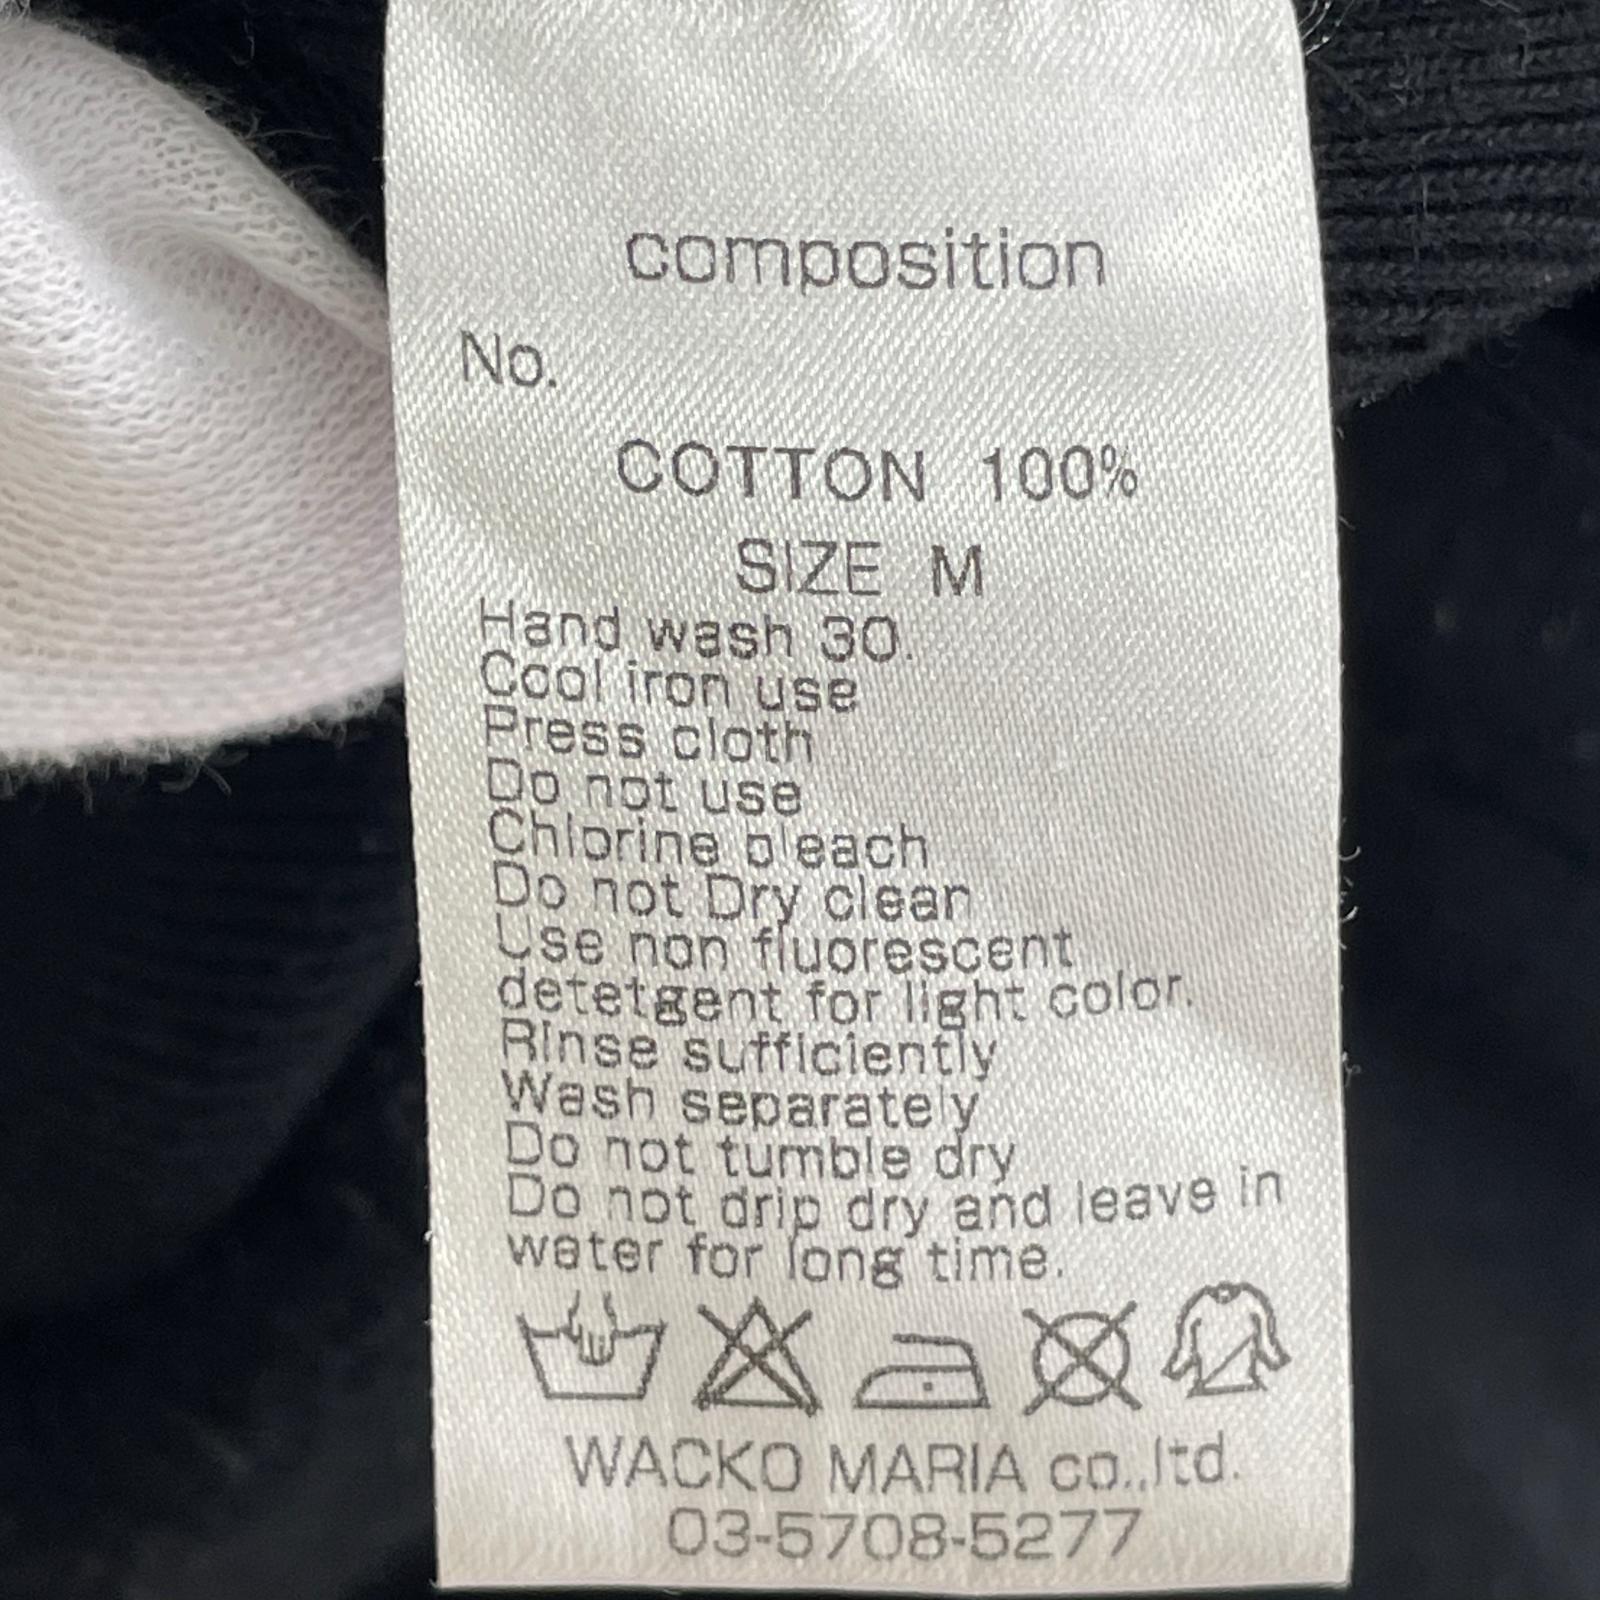 composition
No.
COTTON 100%
SIZE M
Hand wash 30.
Cool iron use
Press cloth
Do not use
Chlorine bleach
Do not Dry clean
Use non fluorescent
detetgent for light color.
Rinse sufficiently
Wash separately
Do not tumble dry
Do not drip dry and leave in
water for long time.
WACKO MARIA co.,ltd.
03-5708-5277